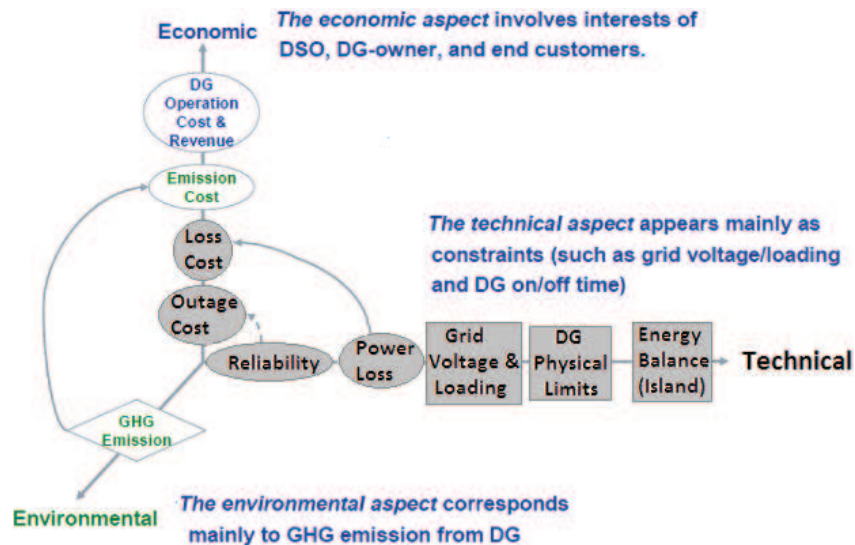 The economic aspect involves interests of
DSO, DG-owner, and end customers.
Economic
DG
Operation
Cost &
Revenue
Emission
Cost
Loss
Cost
Outage
Cost
The technical aspect appears mainly as
constraints (such as grid voltage/loading
and DG on/off time)
Reliability
Power
Loss
Grid
Voltage &
Loading
DG
Physical
Limits
Energy
Balance
(Island)
Technical
GHG
Emission
Environmental
The environmental aspect corresponds
mainly to GHG emission from DG